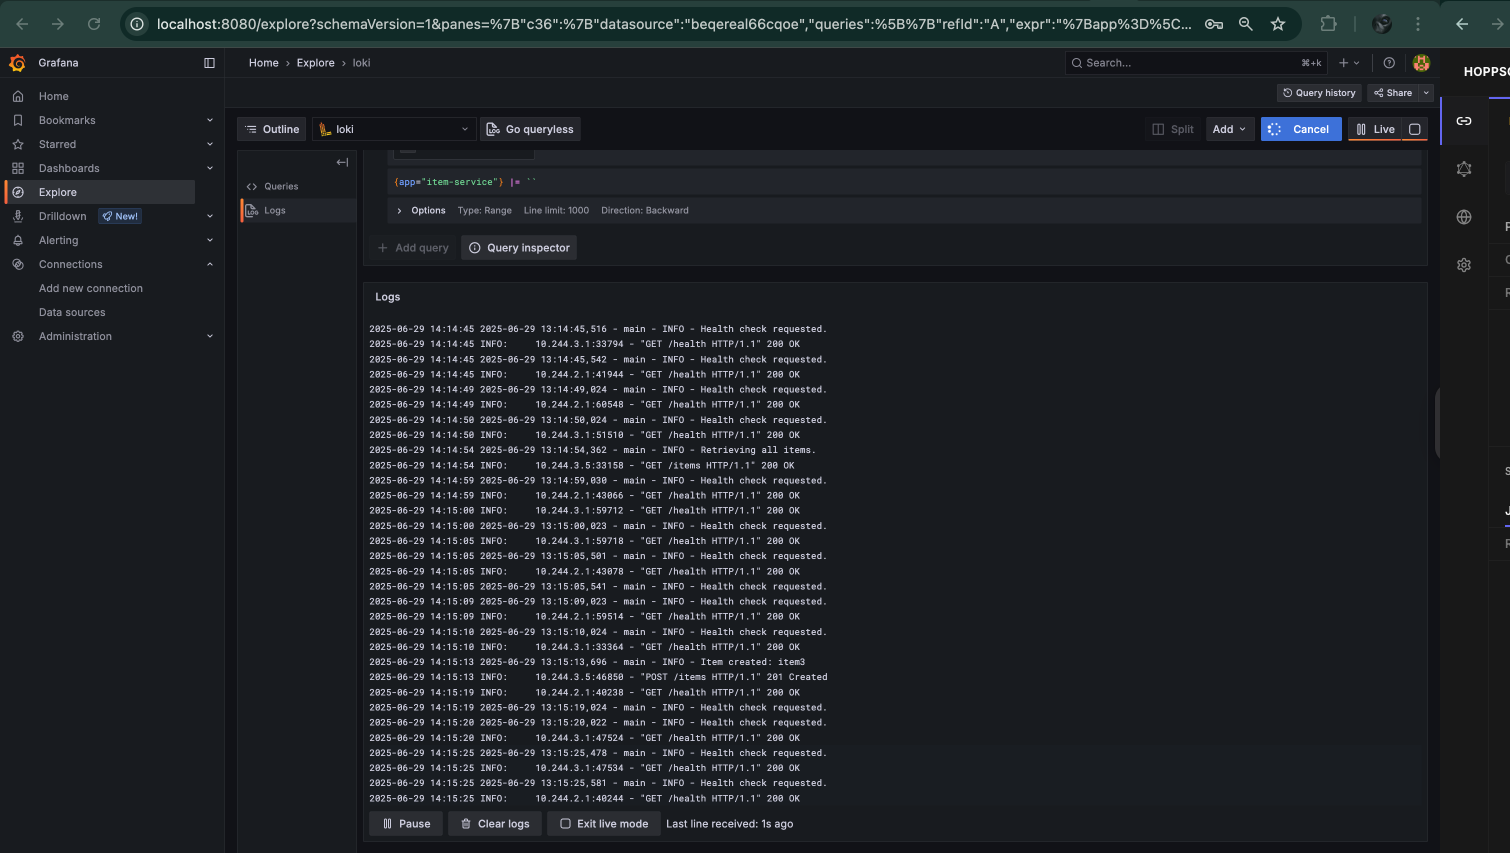 localhost:8080/explore?schemaVersion=1&panes=%7B"c36":%7B"datasource":"beqereal66cqoe","queries":%5B%7B"refId":"A","expr":"%7Bapp%3D%5C...
Grafana
Home › Explore › loki
Search...
⌘+k
HOPPSC
Query history
Share
Home
Bookmarks
Starred
Dashboards
Explore
Drilldown
New!
Alerting
Connections
Add new connection
Data sources
Administration
Outline
loki
Go queryless
Split
Add
Cancel
Live
Queries
Logs
{app="item-service"} |= ``
Options Type: Range Line limit: 1000 Direction: Backward
+ Add query
Query inspector
Logs
2025-06-29 14:14:45 2025-06-29 13:14:45,516 - main - INFO - Health check requested.
2025-06-29 14:14:45 INFO:     10.244.3.1:33794 - "GET /health HTTP/1.1" 200 OK
2025-06-29 14:14:45 2025-06-29 13:14:45,542 - main - INFO - Health check requested.
2025-06-29 14:14:45 INFO:     10.244.2.1:41944 - "GET /health HTTP/1.1" 200 OK
2025-06-29 14:14:49 2025-06-29 13:14:49,024 - main - INFO - Health check requested.
2025-06-29 14:14:49 INFO:     10.244.2.1:60548 - "GET /health HTTP/1.1" 200 OK
2025-06-29 14:14:50 2025-06-29 13:14:50,024 - main - INFO - Health check requested.
2025-06-29 14:14:50 INFO:     10.244.3.1:51510 - "GET /health HTTP/1.1" 200 OK
2025-06-29 14:14:54 2025-06-29 13:14:54,362 - main - INFO - Retrieving all items.
2025-06-29 14:14:54 INFO:     10.244.3.5:33158 - "GET /items HTTP/1.1" 200 OK
2025-06-29 14:14:59 2025-06-29 13:14:59,030 - main - INFO - Health check requested.
2025-06-29 14:14:59 INFO:     10.244.2.1:43066 - "GET /health HTTP/1.1" 200 OK
2025-06-29 14:15:00 INFO:     10.244.3.1:59712 - "GET /health HTTP/1.1" 200 OK
2025-06-29 14:15:00 2025-06-29 13:15:00,023 - main - INFO - Health check requested.
2025-06-29 14:15:05 INFO:     10.244.3.1:59718 - "GET /health HTTP/1.1" 200 OK
2025-06-29 14:15:05 2025-06-29 13:15:05,501 - main - INFO - Health check requested.
2025-06-29 14:15:05 INFO:     10.244.2.1:43078 - "GET /health HTTP/1.1" 200 OK
2025-06-29 14:15:05 2025-06-29 13:15:05,541 - main - INFO - Health check requested.
2025-06-29 14:15:09 2025-06-29 13:15:09,023 - main - INFO - Health check requested.
2025-06-29 14:15:09 INFO:     10.244.2.1:59514 - "GET /health HTTP/1.1" 200 OK
2025-06-29 14:15:10 2025-06-29 13:15:10,024 - main - INFO - Health check requested.
2025-06-29 14:15:10 INFO:     10.244.3.1:33364 - "GET /health HTTP/1.1" 200 OK
2025-06-29 14:15:13 2025-06-29 13:15:13,696 - main - INFO - Item created: item3
2025-06-29 14:15:13 INFO:     10.244.3.5:46850 - "POST /items HTTP/1.1" 201 Created
2025-06-29 14:15:19 INFO:     10.244.2.1:40238 - "GET /health HTTP/1.1" 200 OK
2025-06-29 14:15:19 2025-06-29 13:15:19,024 - main - INFO - Health check requested.
2025-06-29 14:15:20 2025-06-29 13:15:20,022 - main - INFO - Health check requested.
2025-06-29 14:15:20 INFO:     10.244.3.1:47524 - "GET /health HTTP/1.1" 200 OK
2025-06-29 14:15:25 2025-06-29 13:15:25,478 - main - INFO - Health check requested.
2025-06-29 14:15:25 INFO:     10.244.3.1:47534 - "GET /health HTTP/1.1" 200 OK
2025-06-29 14:15:25 2025-06-29 13:15:25,581 - main - INFO - Health check requested.
2025-06-29 14:15:25 INFO:     10.244.2.1:40244 - "GET /health HTTP/1.1" 200 OK
Pause
Clear logs
Exit live mode
Last line received: 1s ago